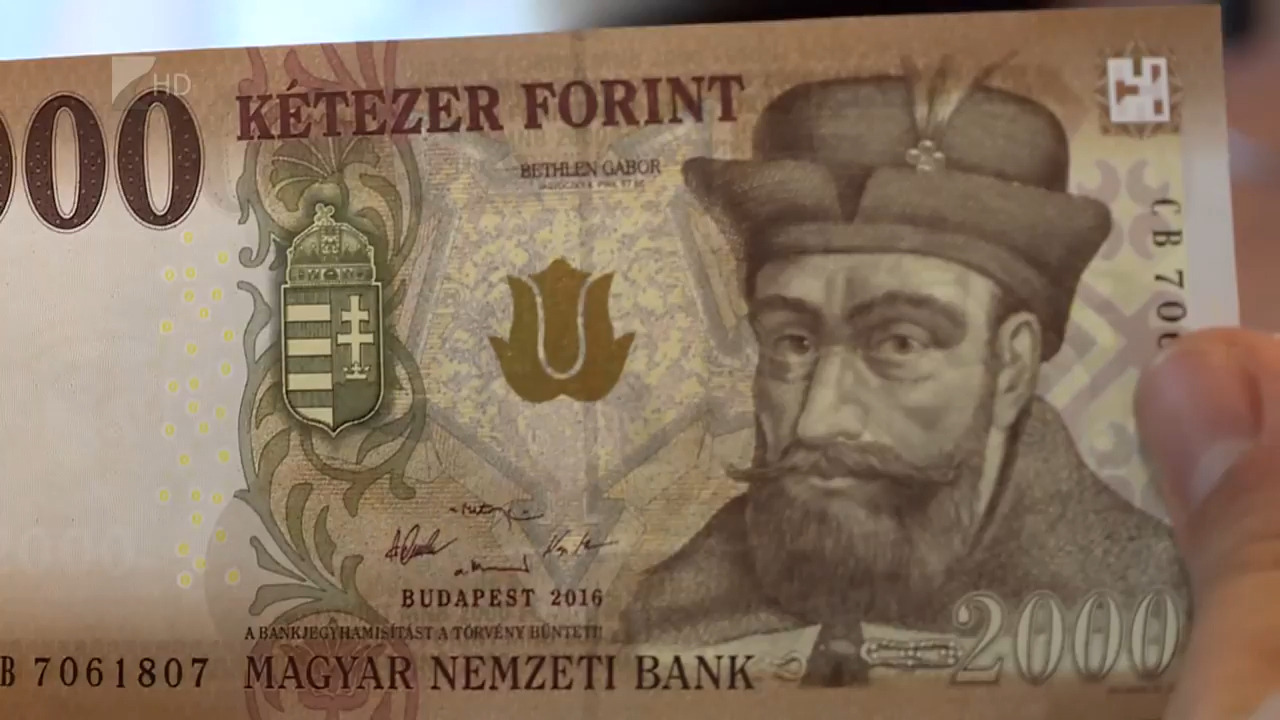 HD
000
KÉTEZER FORINT
BETHLEN GÁBOR
CB 70
BUDAPEST 2016
A BANKJEGYHAMISÍTÁST A TÖRVÉNY BÜNTETI!
B 7061807
MAGYAR NEMZETI BANK
2000